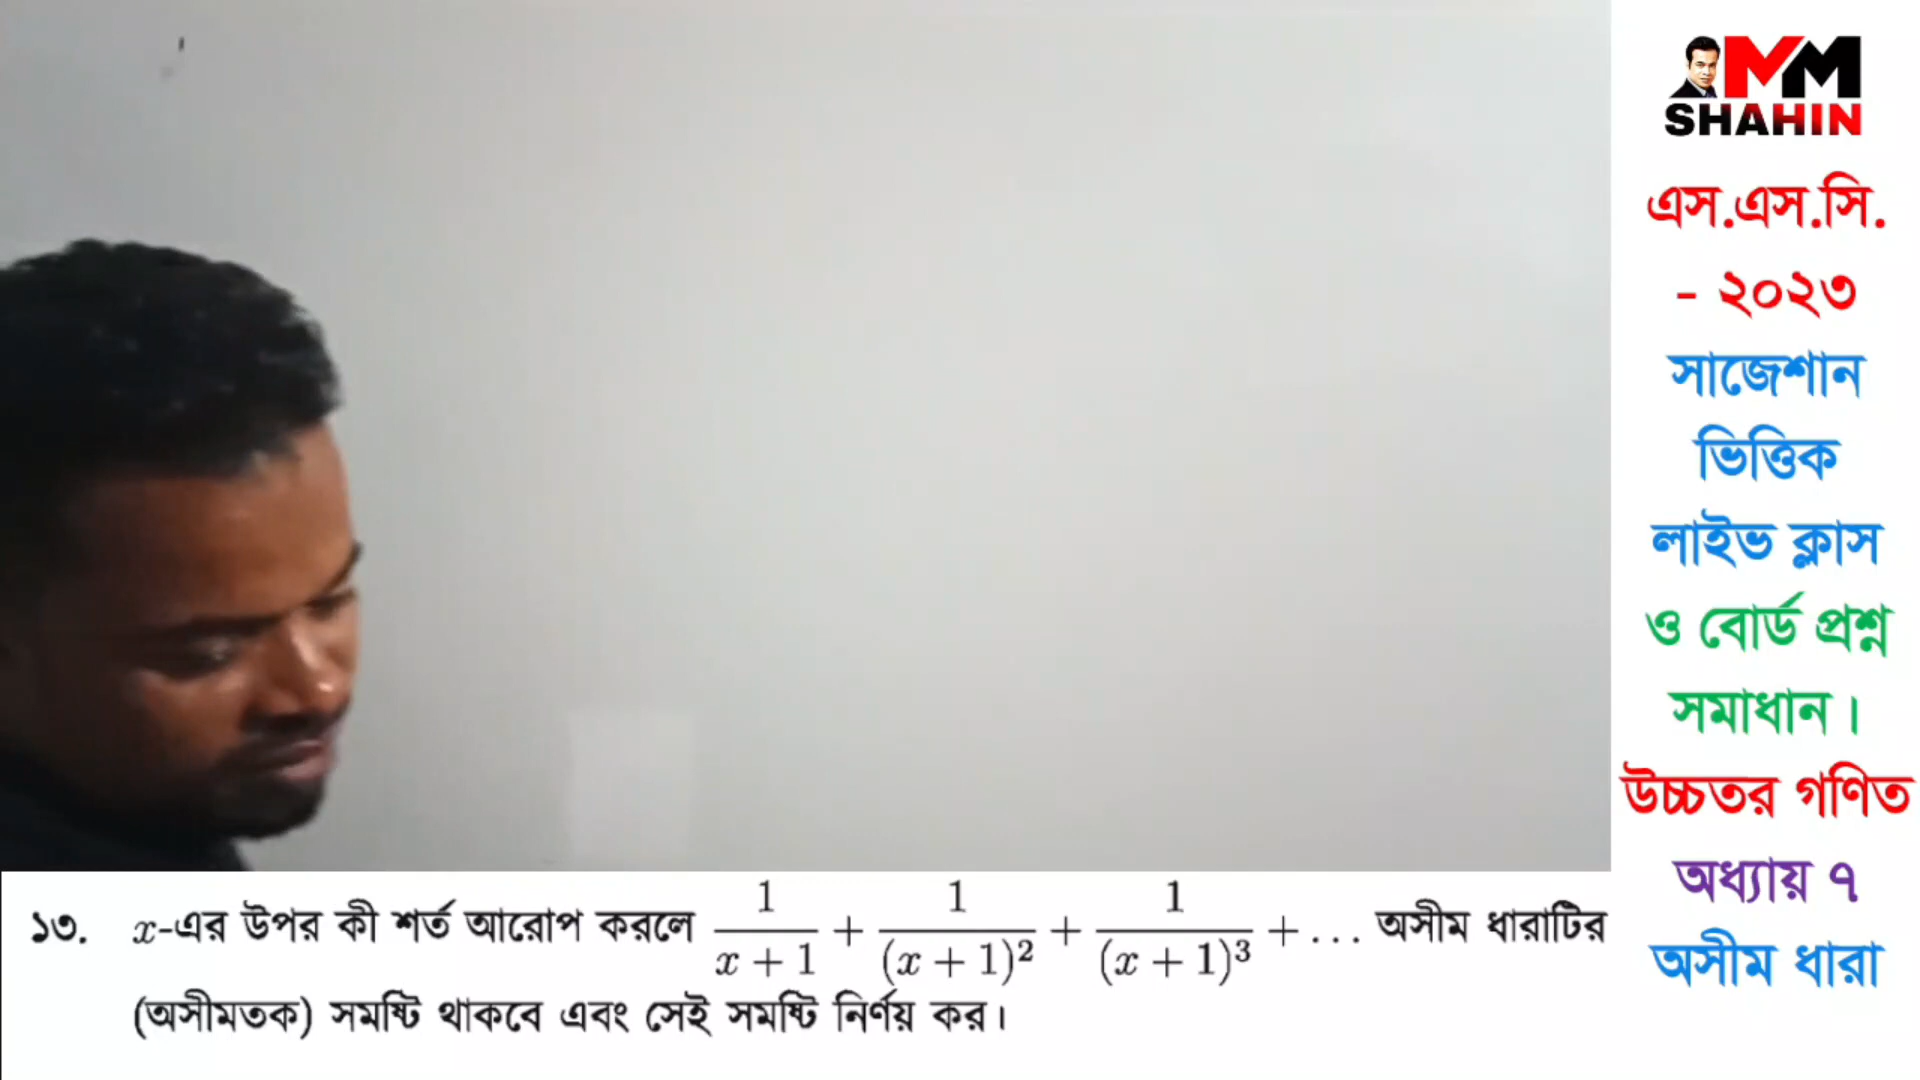 MM
SHAHIN
এস.এস.সি.
- ২০২৩
সাজেশান
ভিত্তিক
লাইভ ক্লাস
ও বোর্ড প্রশ্ন
সমাধান।
উচ্চতর গণিত
অধ্যায় ৭
অসীম ধারা
১৩. x-এর উপর কী শর্ত আরোপ করলে 1/(x + 1) + 1/(x + 1)² + 1/(x + 1)³ + ... অসীম ধারাটির
(অসীমতক) সমষ্টি থাকবে এবং সেই সমষ্টি নির্ণয় কর।